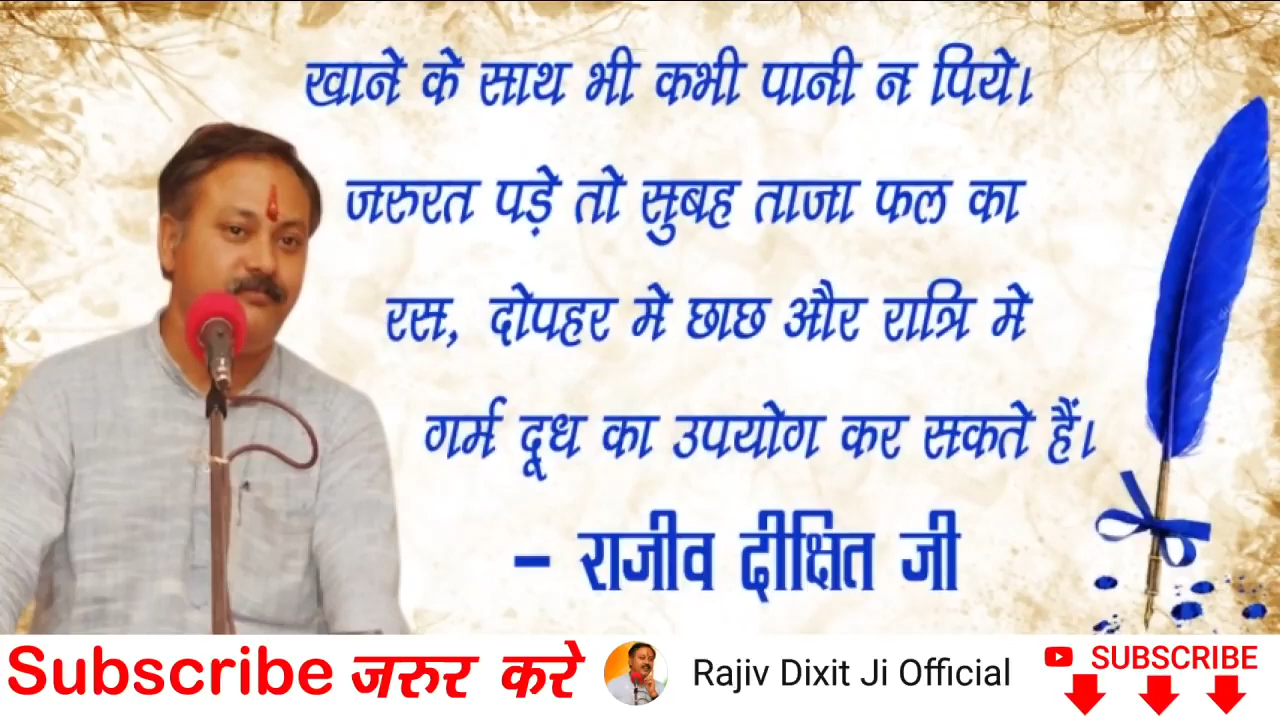 खाने के साथ भी कभी पानी न पिये।
जरुरत पड़े तो सुबह ताजा फल का
रस, दोपहर मे छाछ और रात्रि मे
गर्म दूध का उपयोग कर सकते हैं।
– राजीव दीक्षित जी
Subscribe जरुर करे
Rajiv Dixit Ji Official
SUBSCRIBE